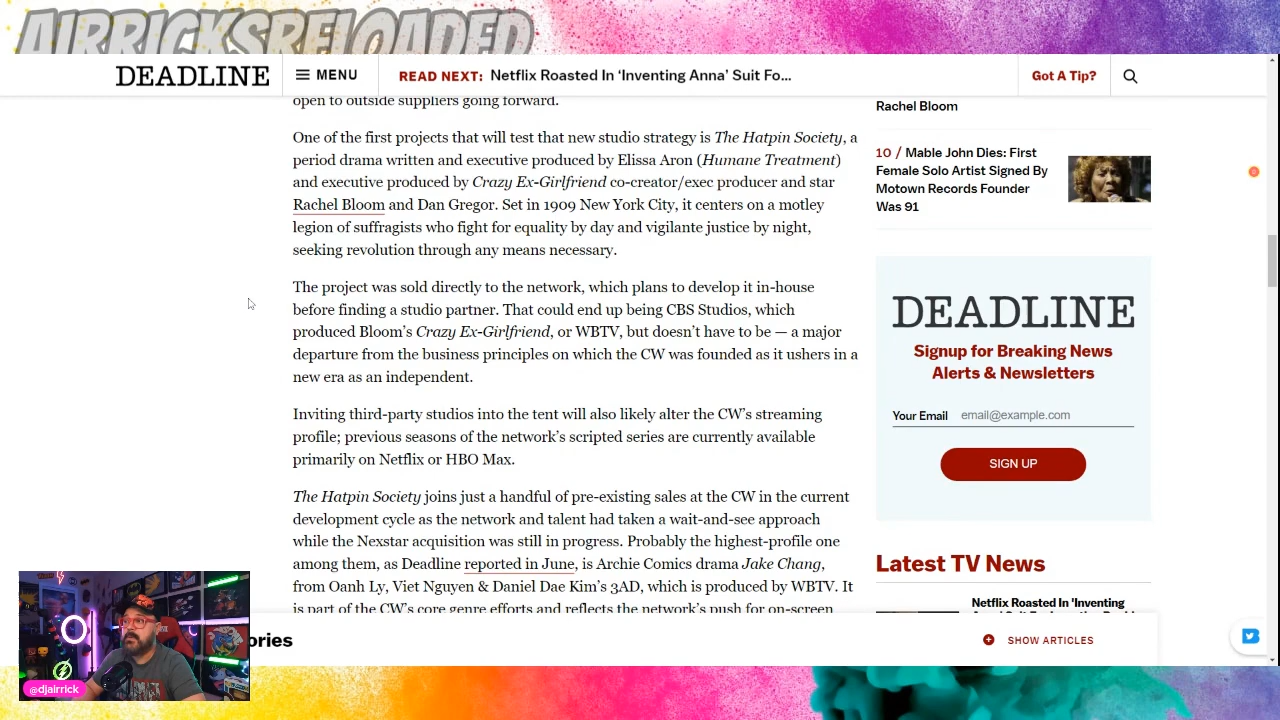 AIRRICKSRELOADED
DEADLINE
MENU
READ NEXT: Netflix Roasted In ‘Inventing Anna’ Suit Fo...
Got A Tip?
open to outside suppliers going forward.
One of the first projects that will test that new studio strategy is The Hatpin Society, a
period drama written and executive produced by Elissa Aron (Humane Treatment)
and executive produced by Crazy Ex-Girlfriend co-creator/exec producer and star
Rachel Bloom and Dan Gregor. Set in 1909 New York City, it centers on a motley
legion of suffragists who fight for equality by day and vigilante justice by night,
seeking revolution through any means necessary.
The project was sold directly to the network, which plans to develop it in-house
before finding a studio partner. That could end up being CBS Studios, which
produced Bloom’s Crazy Ex-Girlfriend, or WBTV, but doesn’t have to be — a major
departure from the business principles on which the CW was founded as it ushers in a
new era as an independent.
Inviting third-party studios into the tent will also likely alter the CW’s streaming
profile; previous seasons of the network’s scripted series are currently available
primarily on Netflix or HBO Max.
The Hatpin Society joins just a handful of pre-existing sales at the CW in the current
development cycle as the network and talent had taken a wait-and-see approach
while the Nexstar acquisition was still in progress. Probably the highest-profile one
among them, as Deadline reported in June, is Archie Comics drama Jake Chang,
from Oanh Ly, Viet Nguyen & Daniel Dae Kim’s 3AD, which is produced by WBTV. It
is part of the CW’s core genre efforts and reflects the network’s push for on-screen
Rachel Bloom
10 / Mable John Dies: First
Female Solo Artist Signed By
Motown Records Founder
Was 91
DEADLINE
Signup for Breaking News
Alerts & Newsletters
Your Email email@example.com
SIGN UP
Latest TV News
Netflix Roasted In 'Inventing
ories
SHOW ARTICLES
@djairrick